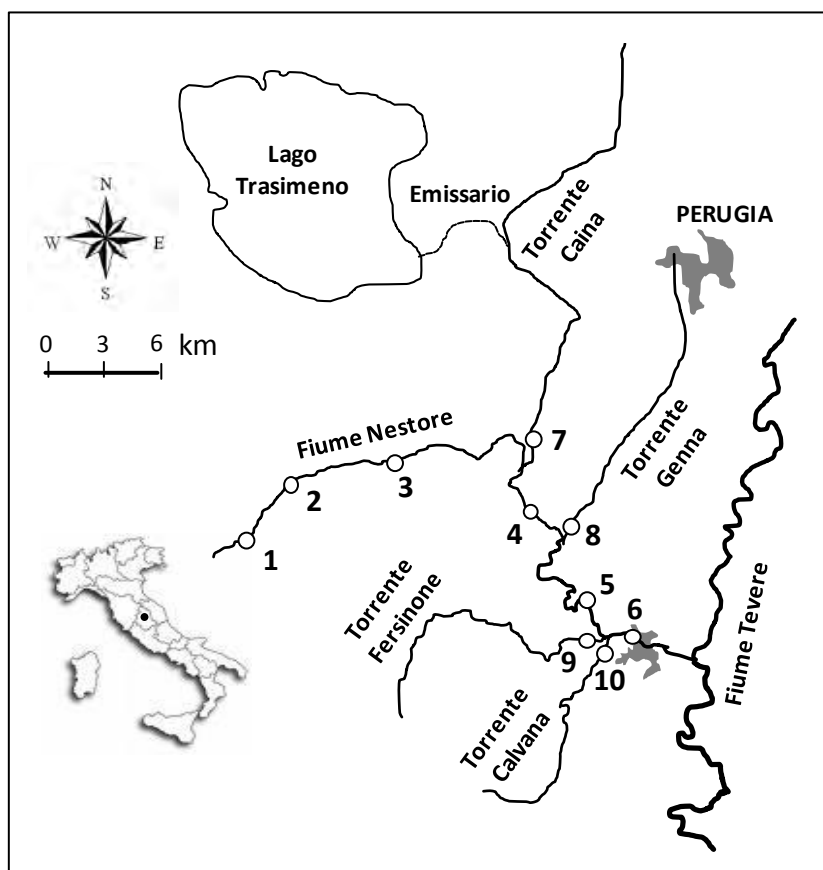 Lago
Trasimeno
Emissario
Torrente
Caina
PERUGIA
N
W
E
S
0 3 6 km
Fiume Nestore
Torrente
Genna
7
2
3
1
4
8
Torrente
Fersinone
5
6
9
10
Torrente
Calvana
Fiume Tevere